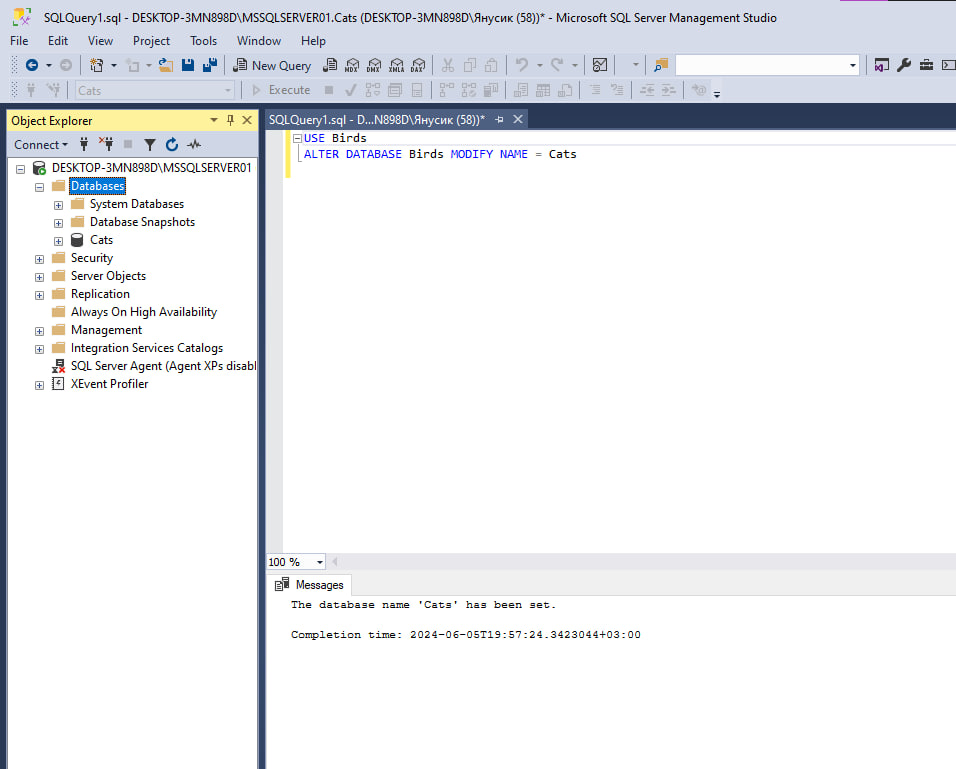 SQLQuery1.sql - DESKTOP-3MN898D\MSSQLSERVER01.Cats (DESKTOP-3MN898D\Янусик (58))* - Microsoft SQL Server Management Studio
File Edit View Project Tools Window Help
New Query MDX DMX XMLA DAX
Cats Execute
Object Explorer
Connect
DESKTOP-3MN898D\MSSQLSERVER01
Databases
System Databases
Database Snapshots
Cats
Security
Server Objects
Replication
Always On High Availability
Management
Integration Services Catalogs
SQL Server Agent (Agent XPs disabl
XEvent Profiler
SQLQuery1.sql - D...N898D\Янусик (58))*
USE Birds
ALTER DATABASE Birds MODIFY NAME = Cats
100 %
Messages
The database name 'Cats' has been set.
Completion time: 2024-06-05T19:57:24.3423044+03:00